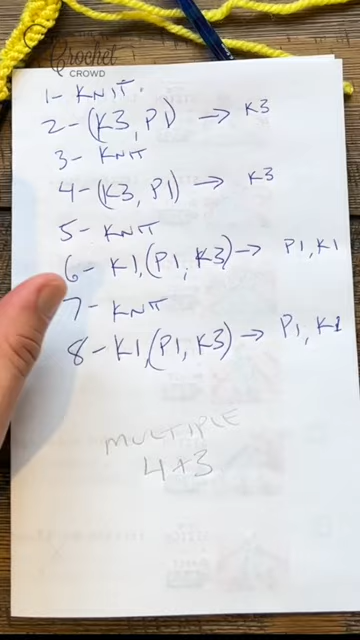 THE
Crochet
CROWD
1- KNIT.
2-(K3, P1) → K3
3- KNIT
4-(K3, P1) → K3
5- KNIT
6- K1,(P1, K3)→ P1, K1
7- KNIT
8- K1,(P1, K3) → P1, K1
MULTIPLE
4+3